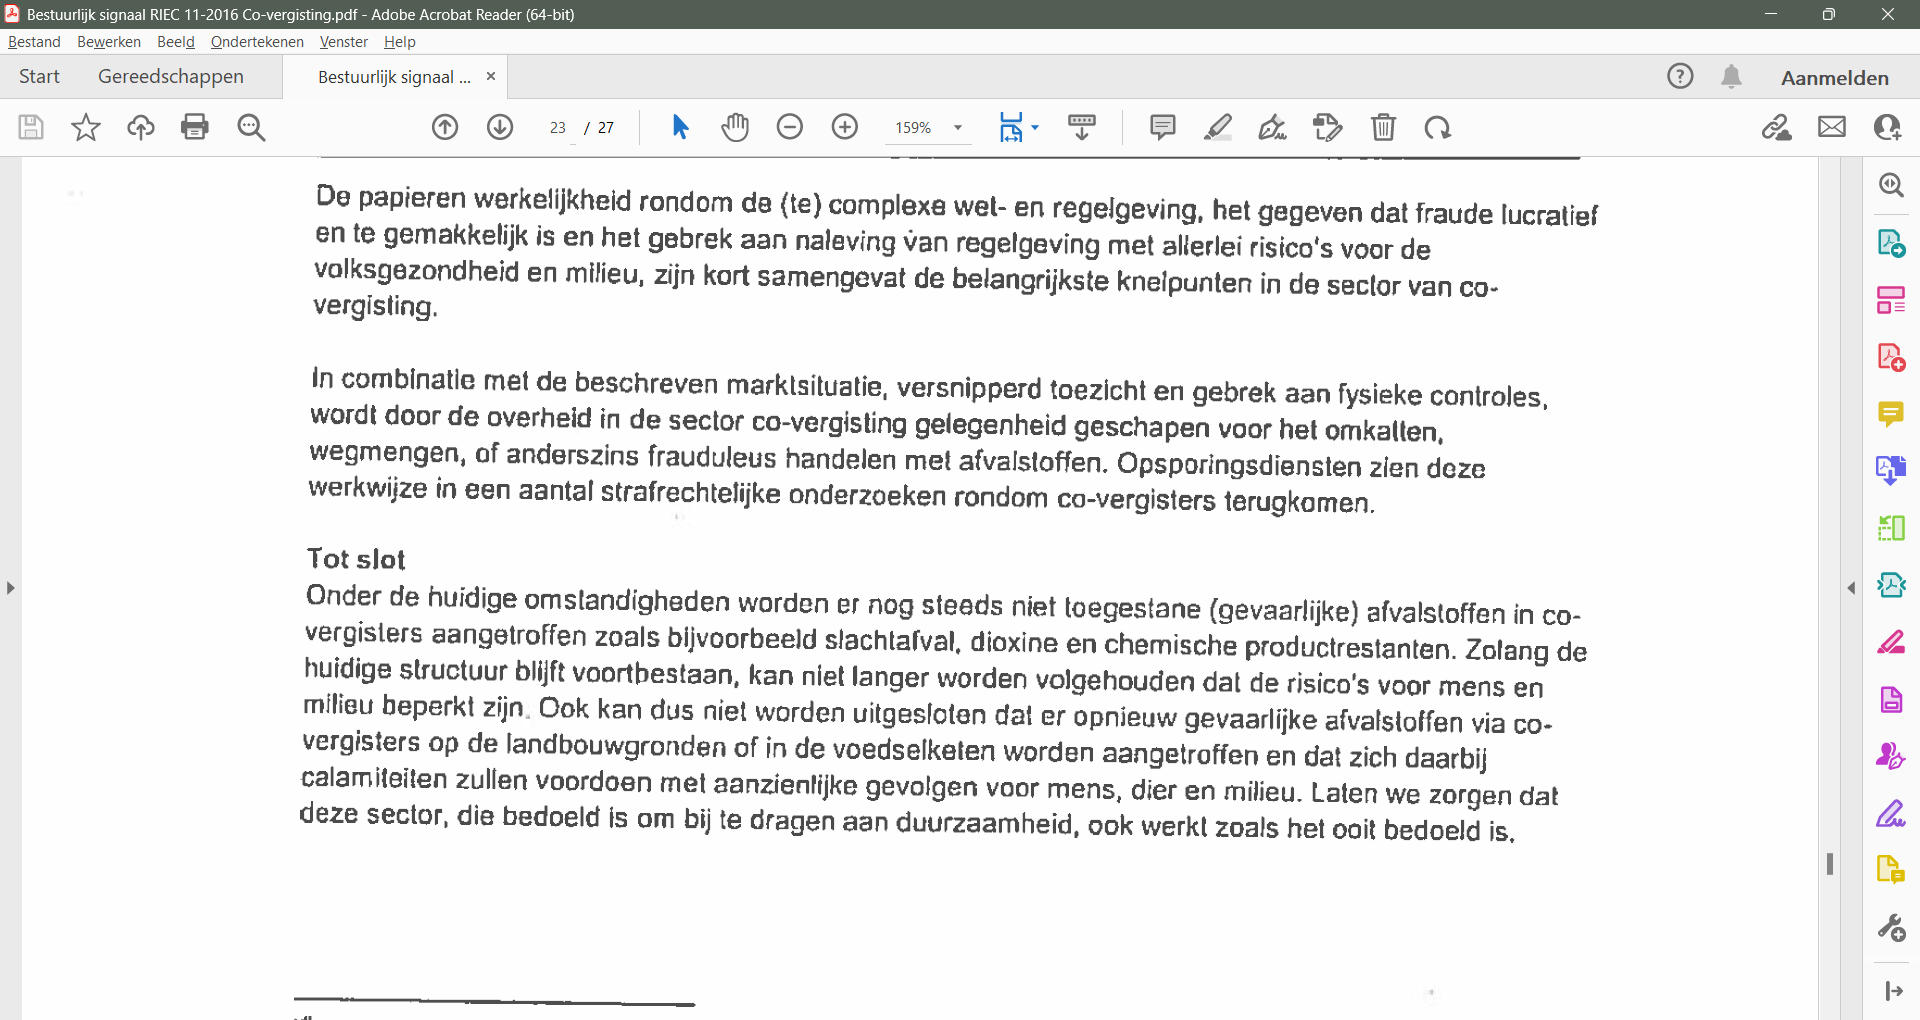 Bestuurlijk signaal RIEC 11-2016 Co-vergisting.pdf - Adobe Acrobat Reader (64-bit)
Bestand Bewerken Beeld Ondertekenen Venster Help
Start Gereedschappen Bestuurlijk signaal ... × Aanmelden
23 / 27 159%
De papieren werkelijkheid rondom de (te) complexe wet- en regelgeving, het gegeven dat fraude lucratief
en te gemakkelijk is en het gebrek aan naleving van regelgeving met allerlei risico's voor de
volksgezondheid en milieu, zijn kort samengevat de belangrijkste knelpunten in de sector van co-
vergisting.
In combinatie met de beschreven marktsituatie, versnipperd toezicht en gebrek aan fysieke controles,
wordt door de overheid in de sector co-vergisting gelegenheid geschapen voor het omkatten,
wegmengen, of anderszins frauduleus handelen met afvalstoffen. Opsporingsdiensten zien deze
werkwijze in een aantal strafrechtelijke onderzoeken rondom co-vergisters terugkomen.
Tot slot
Onder de huidige omstandigheden worden er nog steeds niet toegestane (gevaarlijke) afvalstoffen in co-
vergisters aangetroffen zoals bijvoorbeeld slachtafval, dioxine en chemische productrestanten. Zolang de
huidige structuur blijft voortbestaan, kan niet langer worden volgehouden dat de risico's voor mens en
milieu beperkt zijn. Ook kan dus niet worden uitgesloten dat er opnieuw gevaarlijke afvalstoffen via co-
vergisters op de landbouwgronden of in de voedselketen worden aangetroffen en dat zich daarbij
calamiteiten zullen voordoen met aanzienlijke gevolgen voor mens, dier en milieu. Laten we zorgen dat
deze sector, die bedoeld is om bij te dragen aan duurzaamheid, ook werkt zoals het ooit bedoeld is.